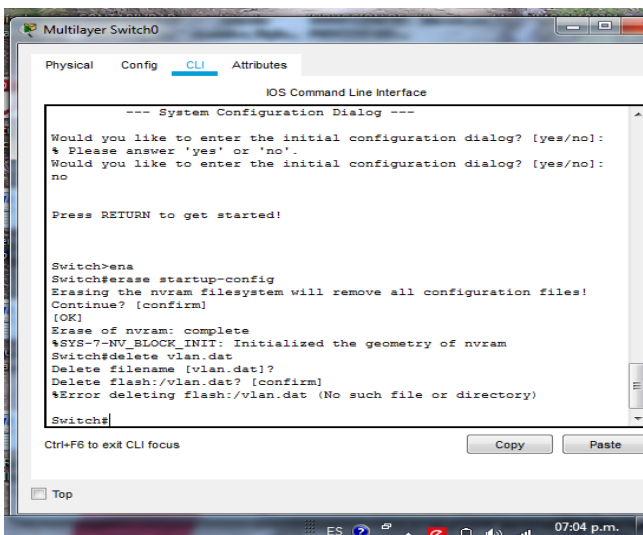 Multilayer Switch0
Physical Config CLI Attributes
IOS Command Line Interface
--- System Configuration Dialog ---
Would you like to enter the initial configuration dialog? [yes/no]:
% Please answer 'yes' or 'no'.
Would you like to enter the initial configuration dialog? [yes/no]:
no
Press RETURN to get started!
Switch>ena
Switch#erase startup-config
Erasing the nvram filesystem will remove all configuration files!
Continue? [confirm]
[OK]
Erase of nvram: complete
%SYS-7-NV_BLOCK_INIT: Initialized the geometry of nvram
Switch#delete vlan.dat
Delete filename [vlan.dat]?
Delete flash:/vlan.dat? [confirm]
%Error deleting flash:/vlan.dat (No such file or directory)
Switch#
Ctrl+F6 to exit CLI focus
Copy Paste
Top
ES 07:04 p.m.